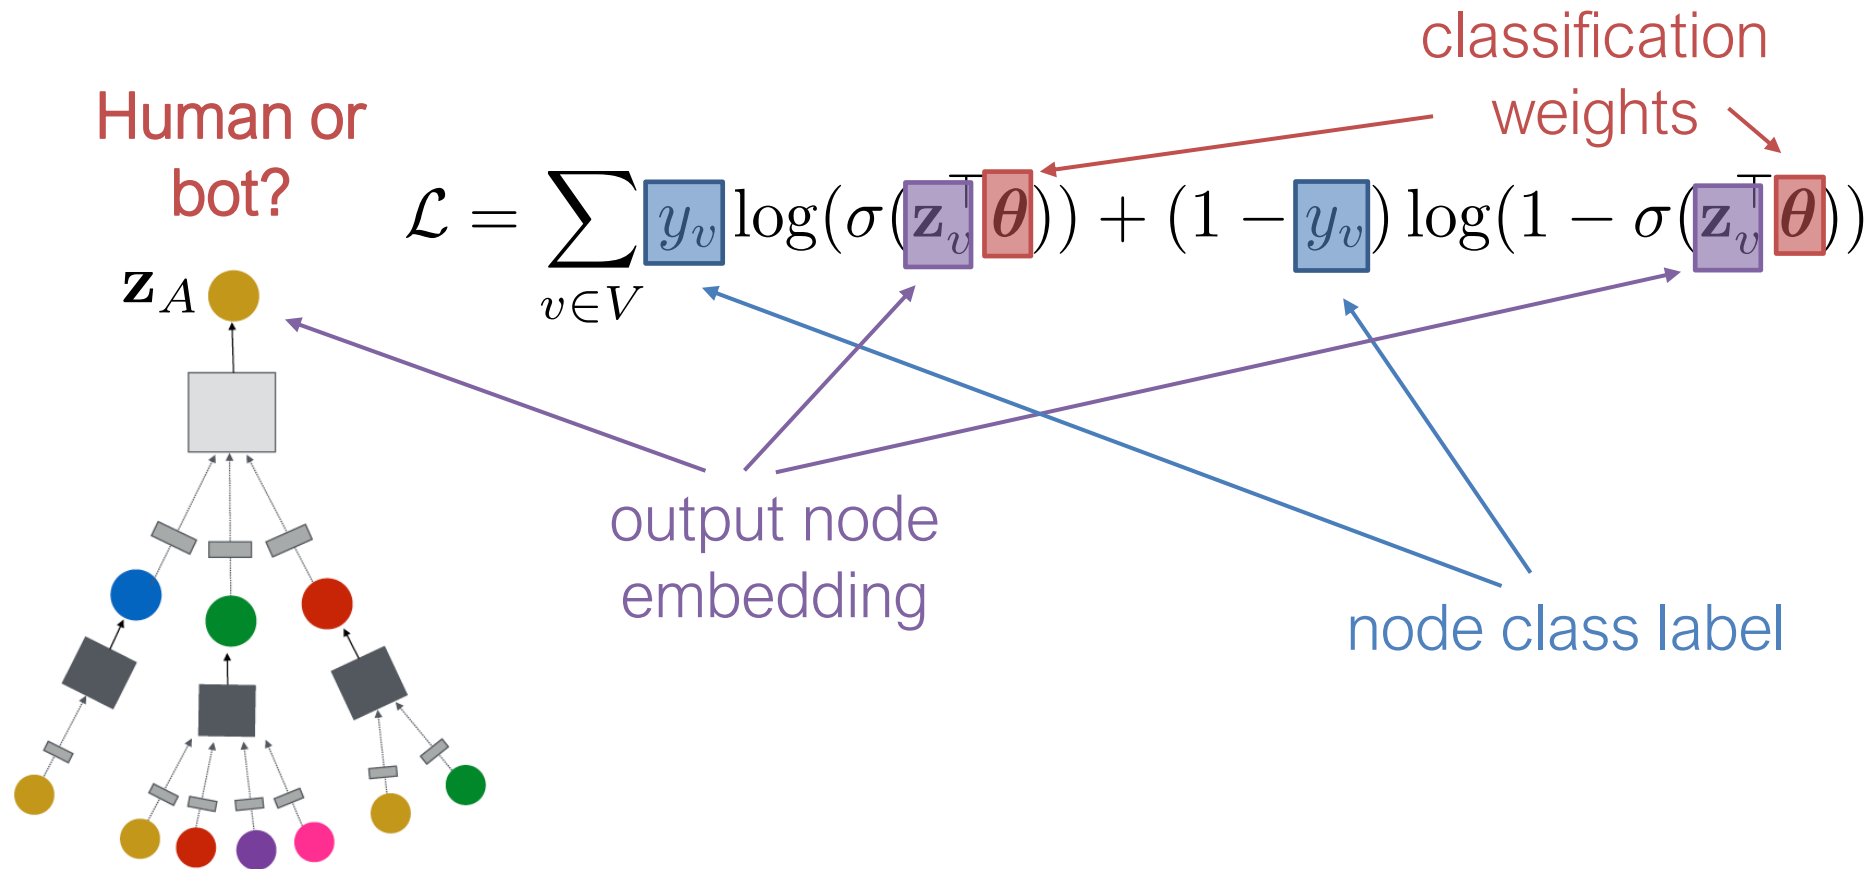 classification
weights
Human or
bot?
ℒ = ∑_{v∈V} y_v log(σ(𝐳_v^⊤ 𝜽)) + (1 − y_v) log(1 − σ(𝐳_v^⊤ 𝜽))
𝐳_A
output node
embedding
node class label